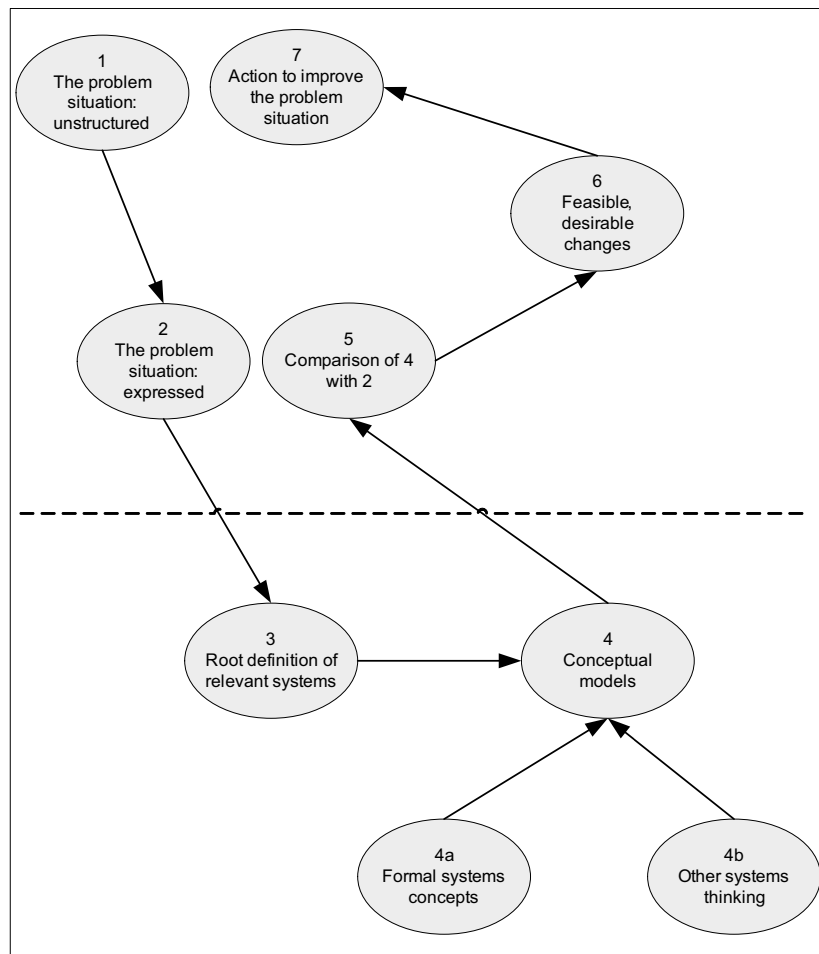 1
The problem
situation:
unstructured
7
Action to improve
the problem
situation
6
Feasible,
desirable
changes
2
The problem
situation:
expressed
5
Comparison of 4
with 2
3
Root definition of
relevant systems
4
Conceptual
models
4a
Formal systems
concepts
4b
Other systems
thinking